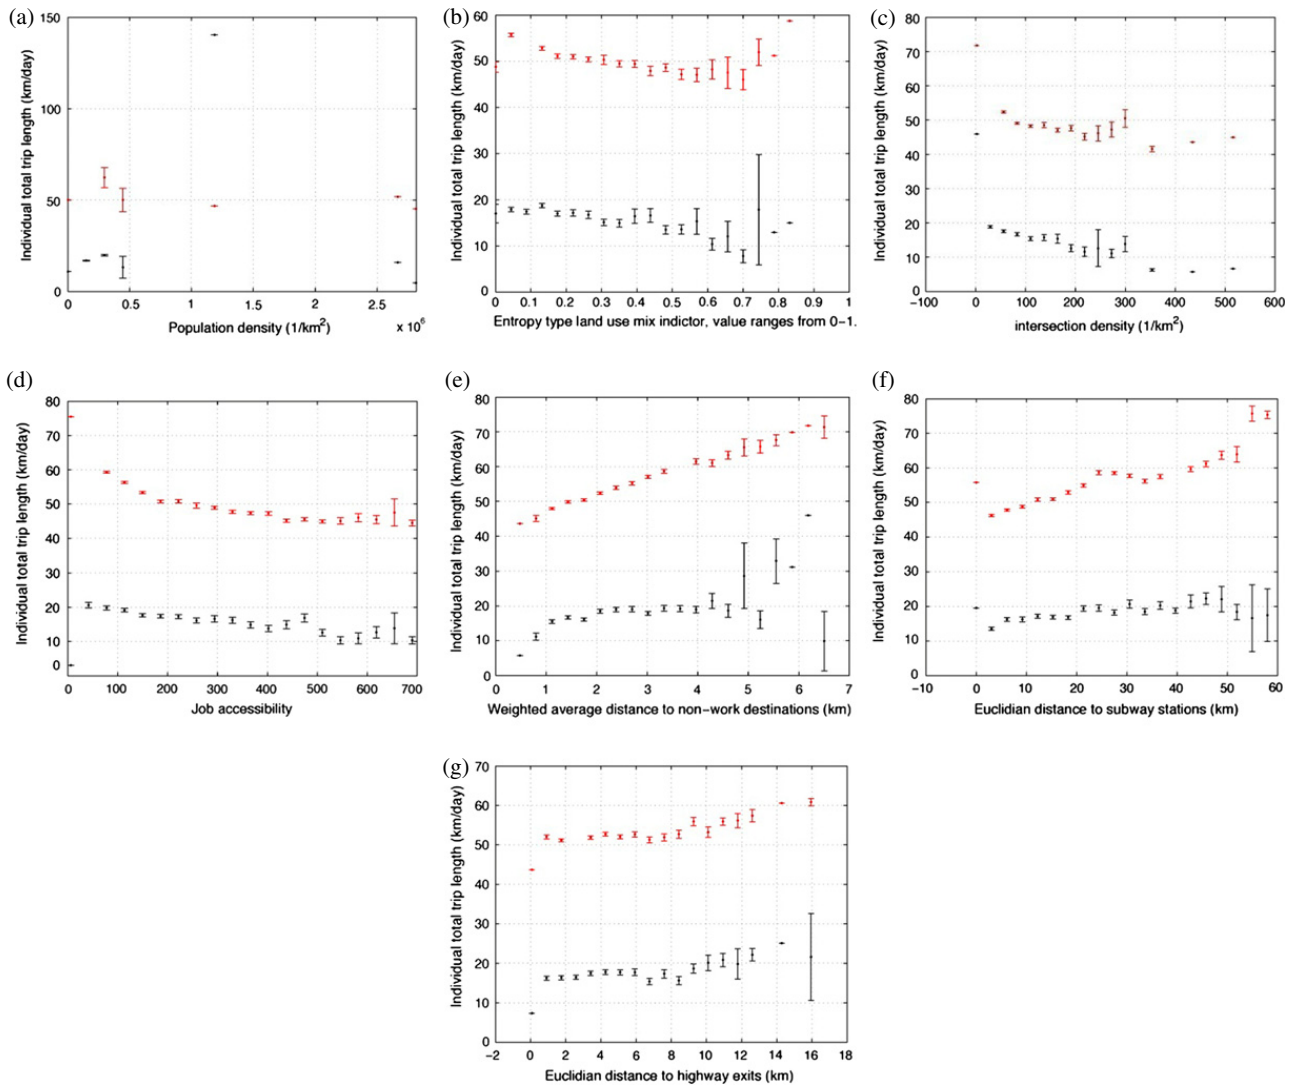 (a)
150
100
50
0
Individual total trip length (km/day)
0 0.5 1 1.5 2 2.5
x 10^6
Population density (1/km²)
(b)
60
50
40
30
20
10
0
Individual total trip length (km/day)
0 0.1 0.2 0.3 0.4 0.5 0.6 0.7 0.8 0.9 1
Entropy type land use mix indictor, value ranges from 0-1.
(c)
80
70
60
50
40
30
20
10
0
Individual total trip length (km/day)
-100 0 100 200 300 400 500 600
intersection density (1/km²)
(d)
80
70
60
50
40
30
20
10
0
Individual total trip length (km/day)
0 100 200 300 400 500 600 700
Job accessibility
(e)
80
70
60
50
40
30
20
10
0
Individual total trip length (km/day)
0 1 2 3 4 5 6 7
Weighted average distance to non-work destinations (km)
(f)
80
70
60
50
40
30
20
10
0
Individual total trip length (km/day)
-10 0 10 20 30 40 50 60
Euclidian distance to subway stations (km)
(g)
70
60
50
40
30
20
10
0
Individual total trip length (km/day)
-2 0 2 4 6 8 10 12 14 16 18
Euclidian distance to highway exits (km)